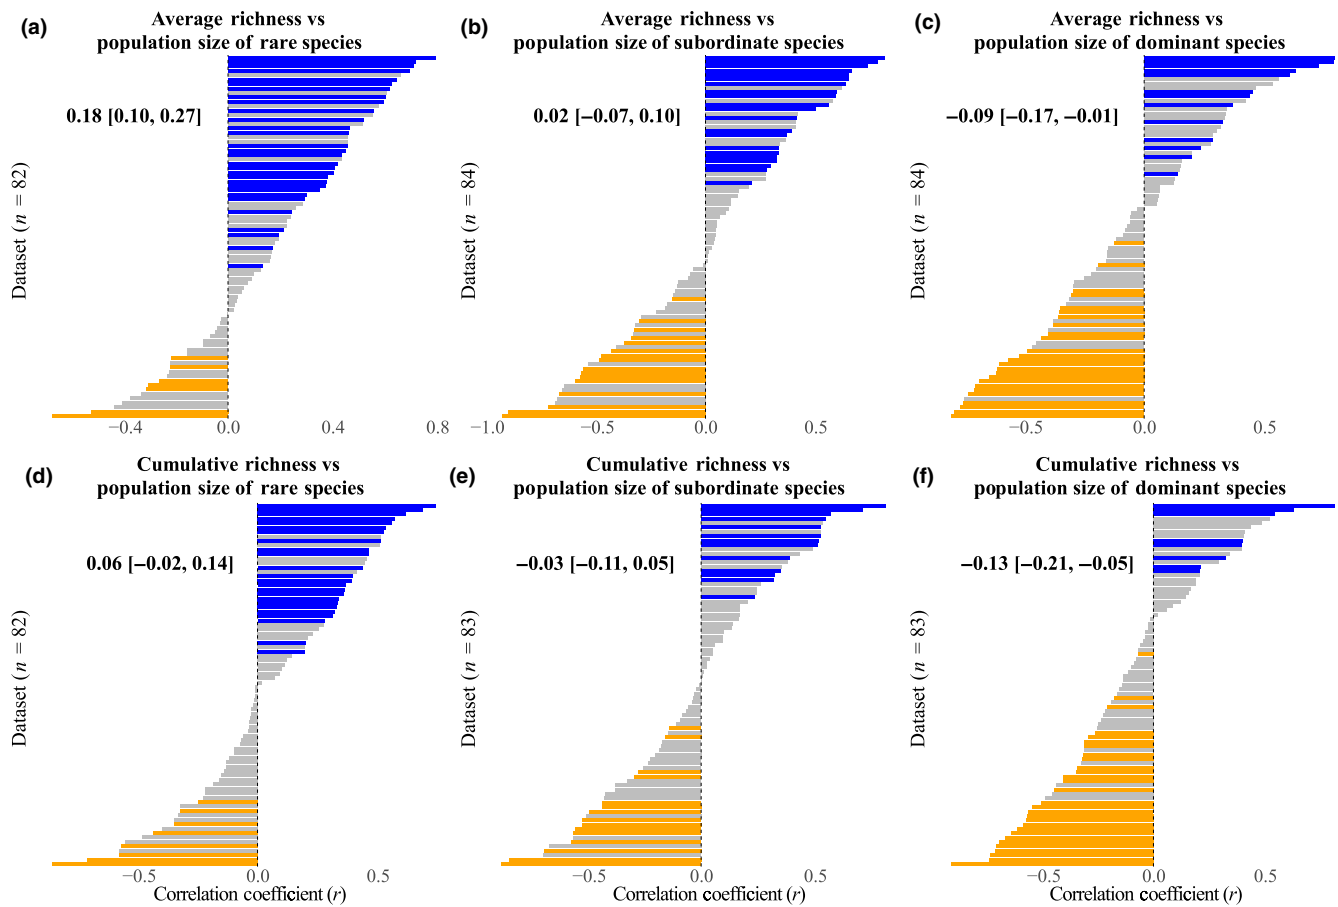 (a)
Average richness vs
population size of rare species
0.18 [0.10, 0.27]
Dataset (n = 82)
−0.4 0.0 0.4 0.8
(b)
Average richness vs
population size of subordinate species
0.02 [−0.07, 0.10]
Dataset (n = 84)
−1.0 −0.5 0.0 0.5
(c)
Average richness vs
population size of dominant species
−0.09 [−0.17, −0.01]
Dataset (n = 84)
−0.5 0.0 0.5
(d)
Cumulative richness vs
population size of rare species
0.06 [−0.02, 0.14]
Dataset (n = 82)
−0.5 0.0 0.5
Correlation coefficient (r)
(e)
Cumulative richness vs
population size of subordinate species
−0.03 [−0.11, 0.05]
Dataset (n = 83)
−0.5 0.0 0.5
Correlation coefficient (r)
(f)
Cumulative richness vs
population size of dominant species
−0.13 [−0.21, −0.05]
Dataset (n = 83)
−0.5 0.0 0.5
Correlation coefficient (r)